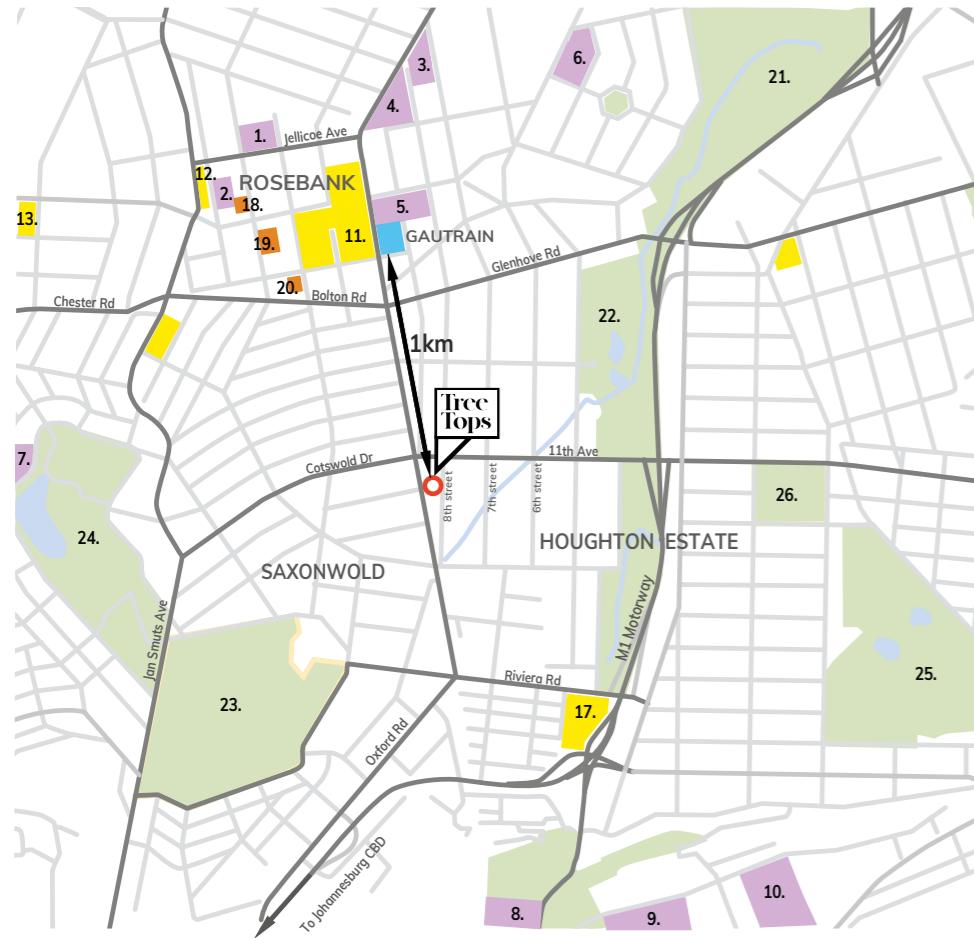 3.
6.
21.
4.
1.
Jellicoe Ave
12.
ROSEBANK
2.
18.
5.
13.
11.
GAUTRAIN
19.
Glenhove Rd
20.
Bolton Rd
Chester Rd
22.
1km
Tree
Tops
7.
Cotswold Dr
11th Ave
8th street
7th street
6th street
26.
24.
HOUGHTON ESTATE
SAXONWOLD
Jan Smuts Ave
M1 Motorway
25.
Riviera Rd
23.
17.
Oxford Rd
To Johannesburg CBD
10.
8.
9.